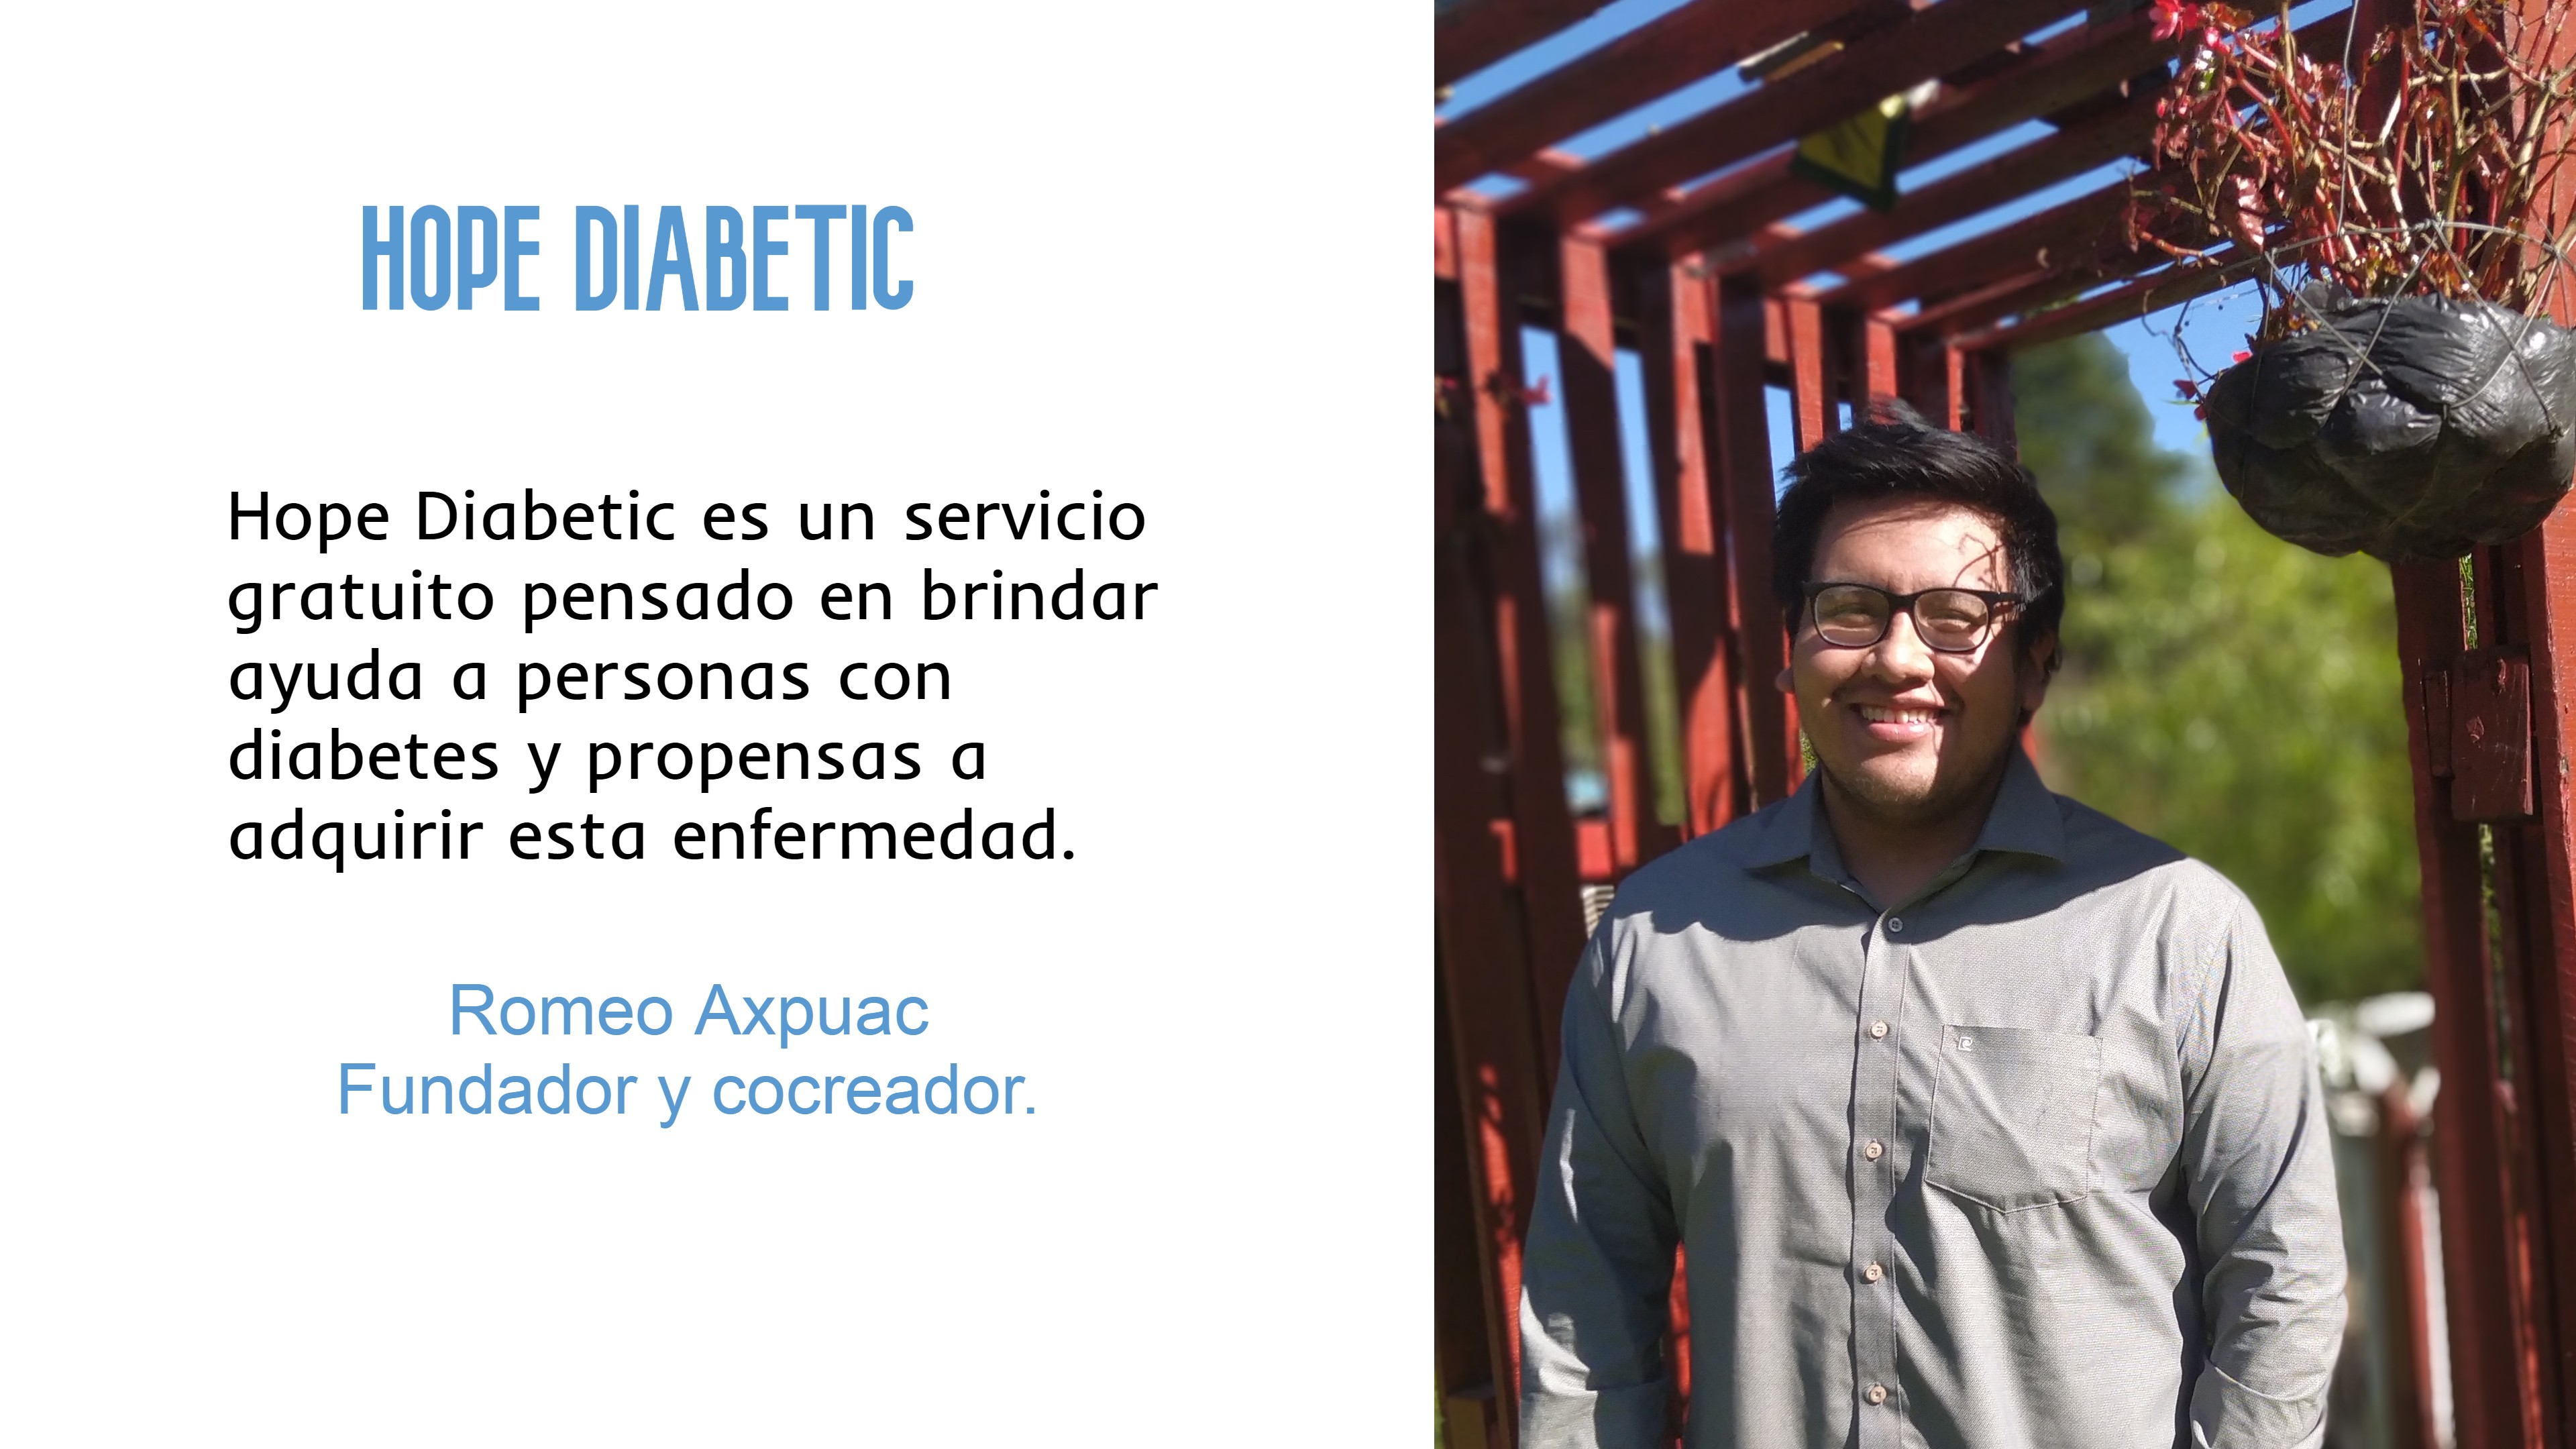 HOPE DIABETIC
Hope Diabetic es un servicio
gratuito pensado en brindar
ayuda a personas con
diabetes y propensas a
adquirir esta enfermedad.
Romeo Axpuac
Fundador y cocreador.